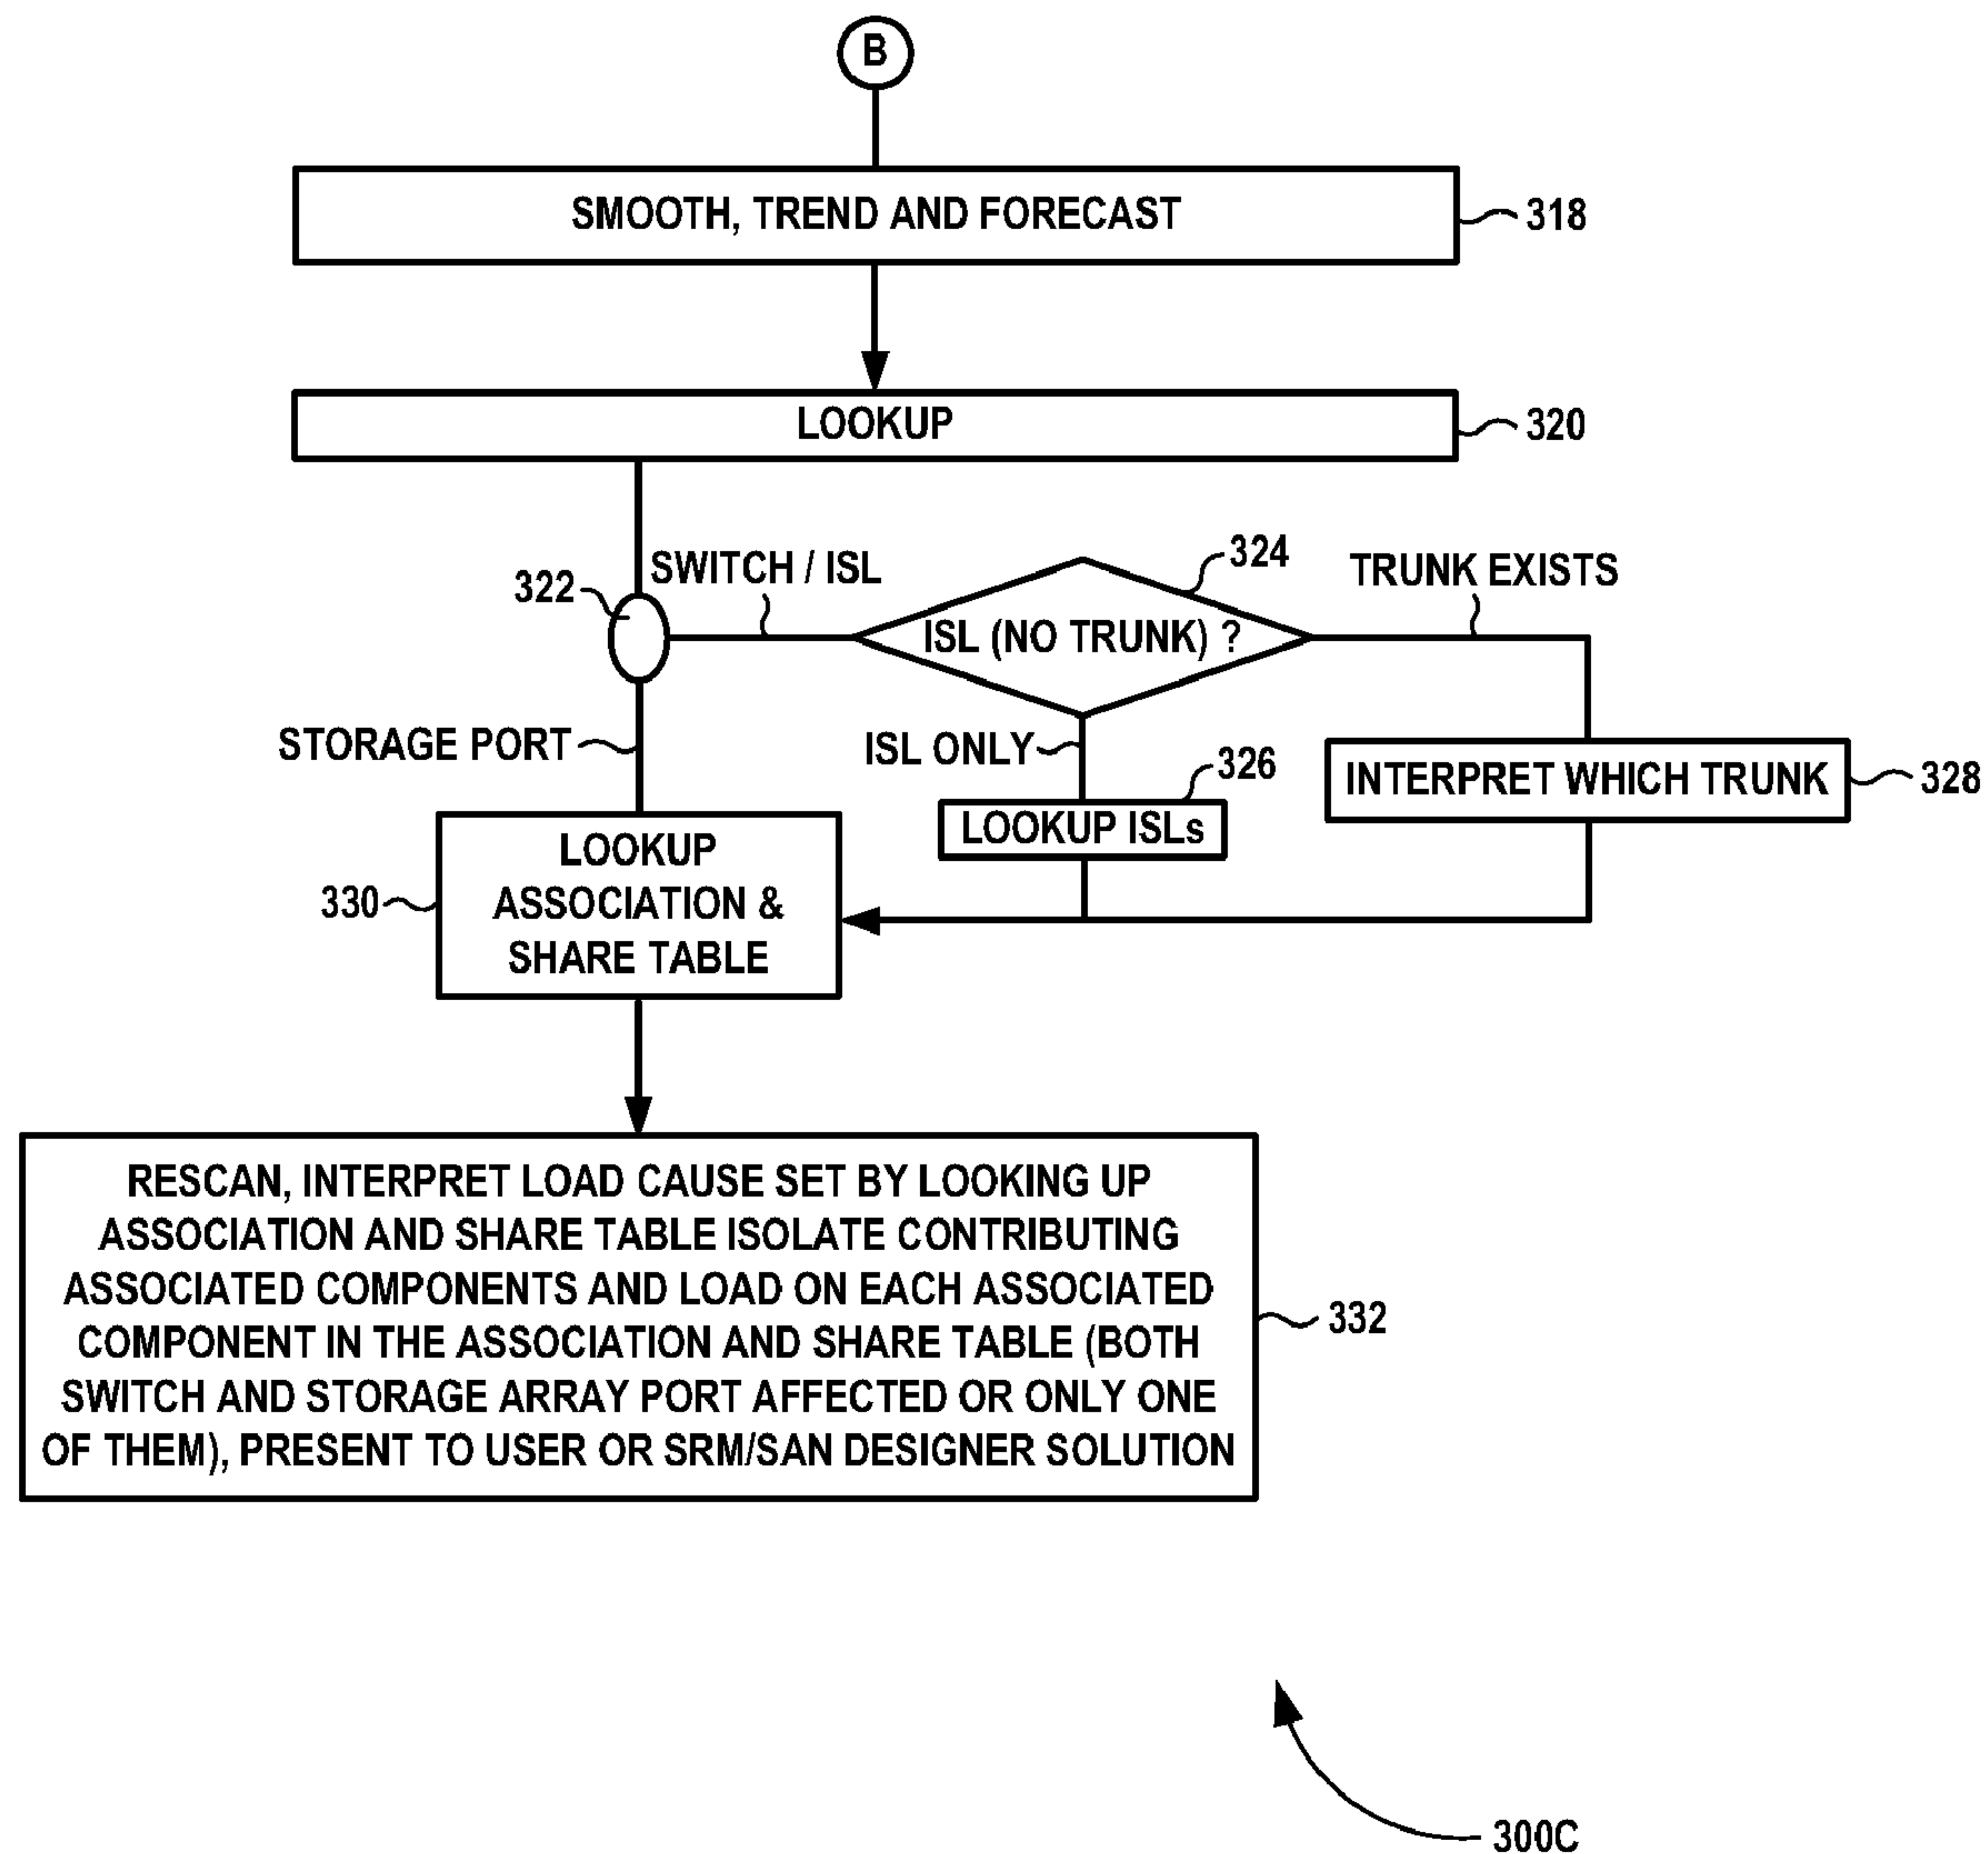 B
SMOOTH, TREND AND FORECAST
318
LOOKUP
320
322
SWITCH / ISL
324
TRUNK EXISTS
ISL (NO TRUNK) ?
STORAGE PORT
ISL ONLY
326
LOOKUP ISLs
INTERPRET WHICH TRUNK
328
330
LOOKUP
ASSOCIATION &
SHARE TABLE
RESCAN, INTERPRET LOAD CAUSE SET BY LOOKING UP
ASSOCIATION AND SHARE TABLE ISOLATE CONTRIBUTING
ASSOCIATED COMPONENTS AND LOAD ON EACH ASSOCIATED
COMPONENT IN THE ASSOCIATION AND SHARE TABLE (BOTH
SWITCH AND STORAGE ARRAY PORT AFFECTED OR ONLY ONE
OF THEM), PRESENT TO USER OR SRM/SAN DESIGNER SOLUTION
332
300C